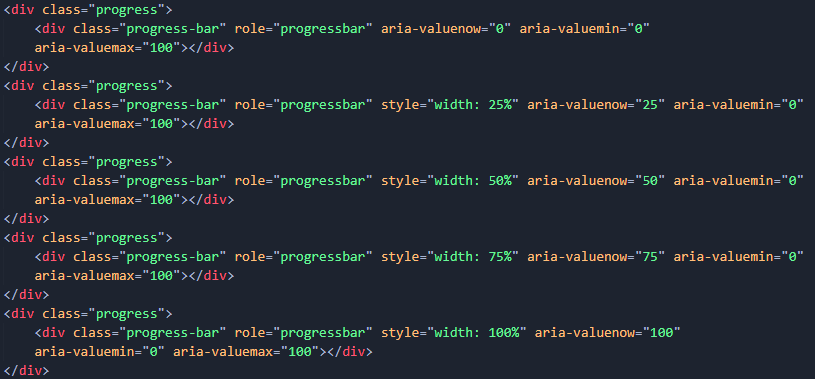 <div class="progress">
    <div class="progress-bar" role="progressbar" aria-valuenow="0" aria-valuemin="0"
    aria-valuemax="100"></div>
</div>
<div class="progress">
    <div class="progress-bar" role="progressbar" style="width: 25%" aria-valuenow="25" aria-valuemin="0"
    aria-valuemax="100"></div>
</div>
<div class="progress">
    <div class="progress-bar" role="progressbar" style="width: 50%" aria-valuenow="50" aria-valuemin="0"
    aria-valuemax="100"></div>
</div>
<div class="progress">
    <div class="progress-bar" role="progressbar" style="width: 75%" aria-valuenow="75" aria-valuemin="0"
    aria-valuemax="100"></div>
</div>
<div class="progress">
    <div class="progress-bar" role="progressbar" style="width: 100%" aria-valuenow="100"
    aria-valuemin="0" aria-valuemax="100"></div>
</div>